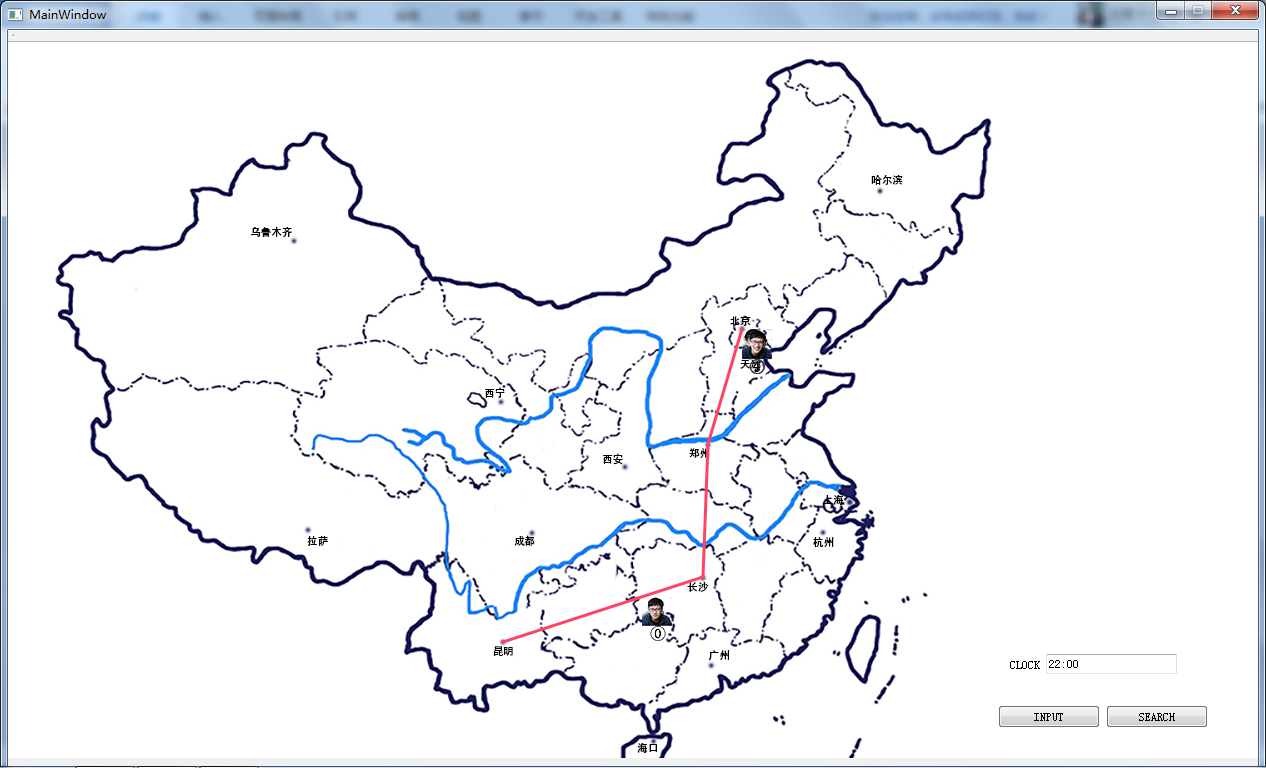 MainWindow
哈尔滨
乌鲁木齐
北京
天
西宁
郑州
西安
上海
拉萨
成都
杭州
长沙
0
昆明
广州
CLOCK 22:00
INPUT SEARCH
海口